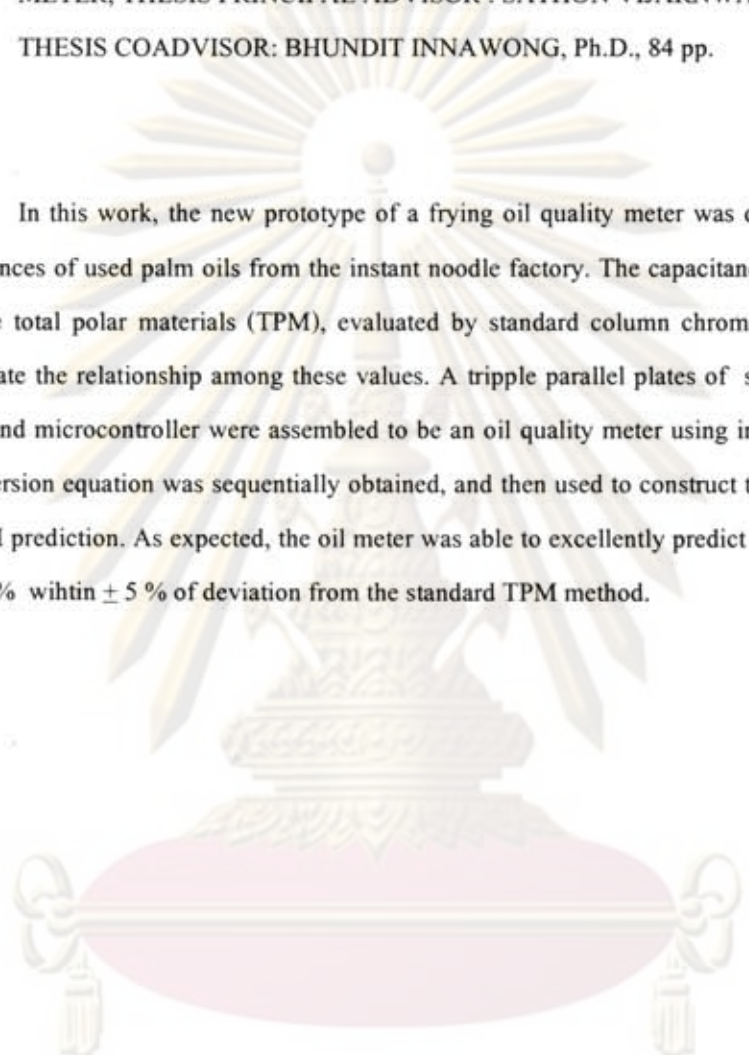 METER, THESIS PRINCIPAL ADVISOR : SATHON VIJARNWA
THESIS COADVISOR: BHUNDIT INNAWONG, Ph.D., 84 pp.
In this work, the new prototype of a frying oil quality meter was
nces of used palm oils from the instant noodle factory. The capacitan
total polar materials (TPM), evaluated by standard column chrom
ate the relationship among these values. A tripple parallel plates of
nd microcontroller were assembled to be an oil quality meter using
ersion equation was sequentially obtained, and then used to construct
prediction. As expected, the oil meter was able to excellently predict
% wihtin ± 5 % of deviation from the standard TPM method.